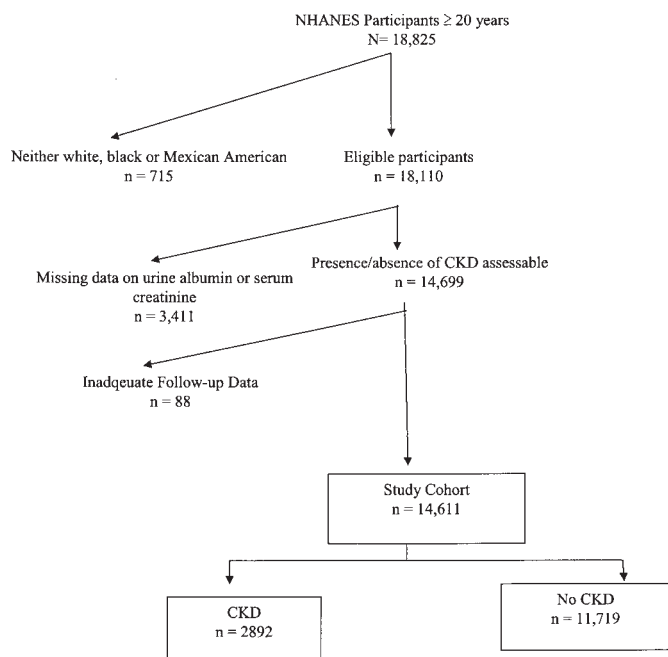 NHANES Participants ≥ 20 years
N= 18,825
Neither white, black or Mexican American
n = 715
Eligible participants
n = 18,110
Missing data on urine albumin or serum
creatinine
n = 3,411
Presence/absence of CKD assessable
n = 14,699
Inadqeuate Follow-up Data
n = 88
Study Cohort
n = 14,611
CKD
n = 2892
No CKD
n = 11,719